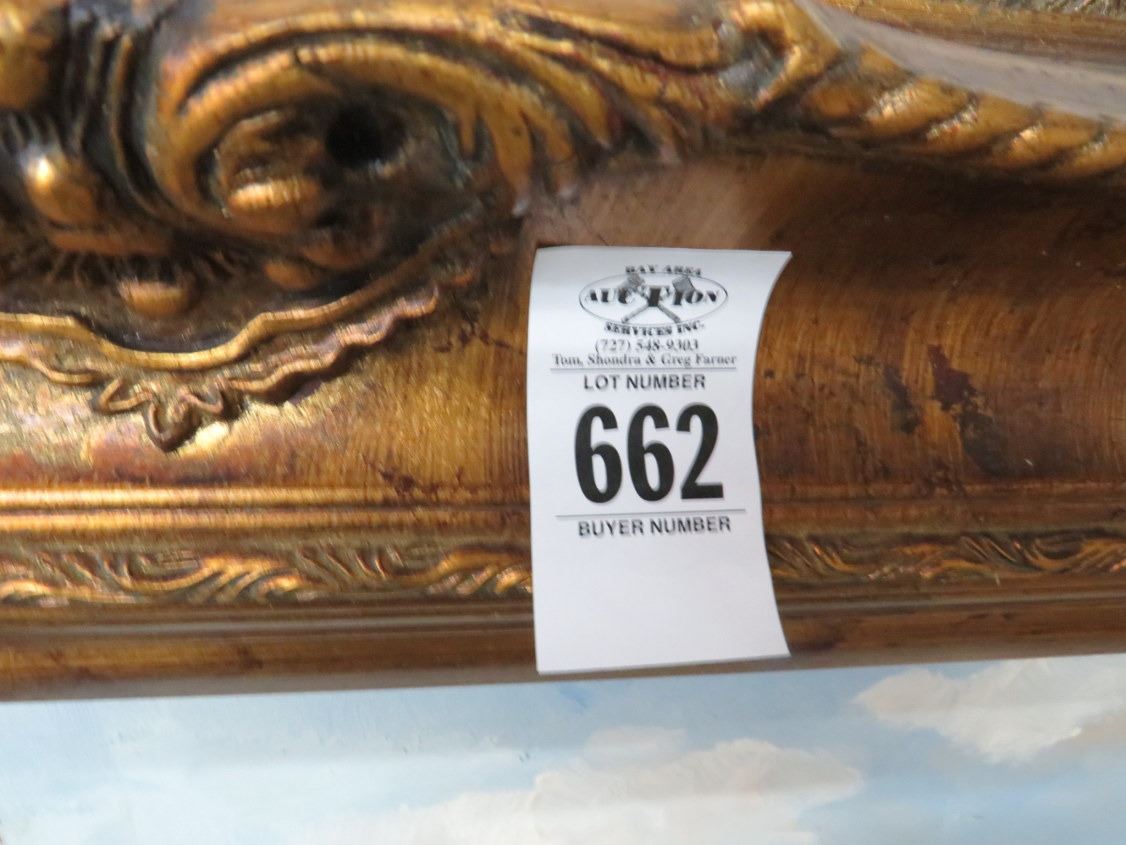 BAY AREA
AUCTION
SERVICES INC.
(727) 548-9303
Tom, Shondra & Greg Farner
LOT NUMBER
662
BUYER NUMBER